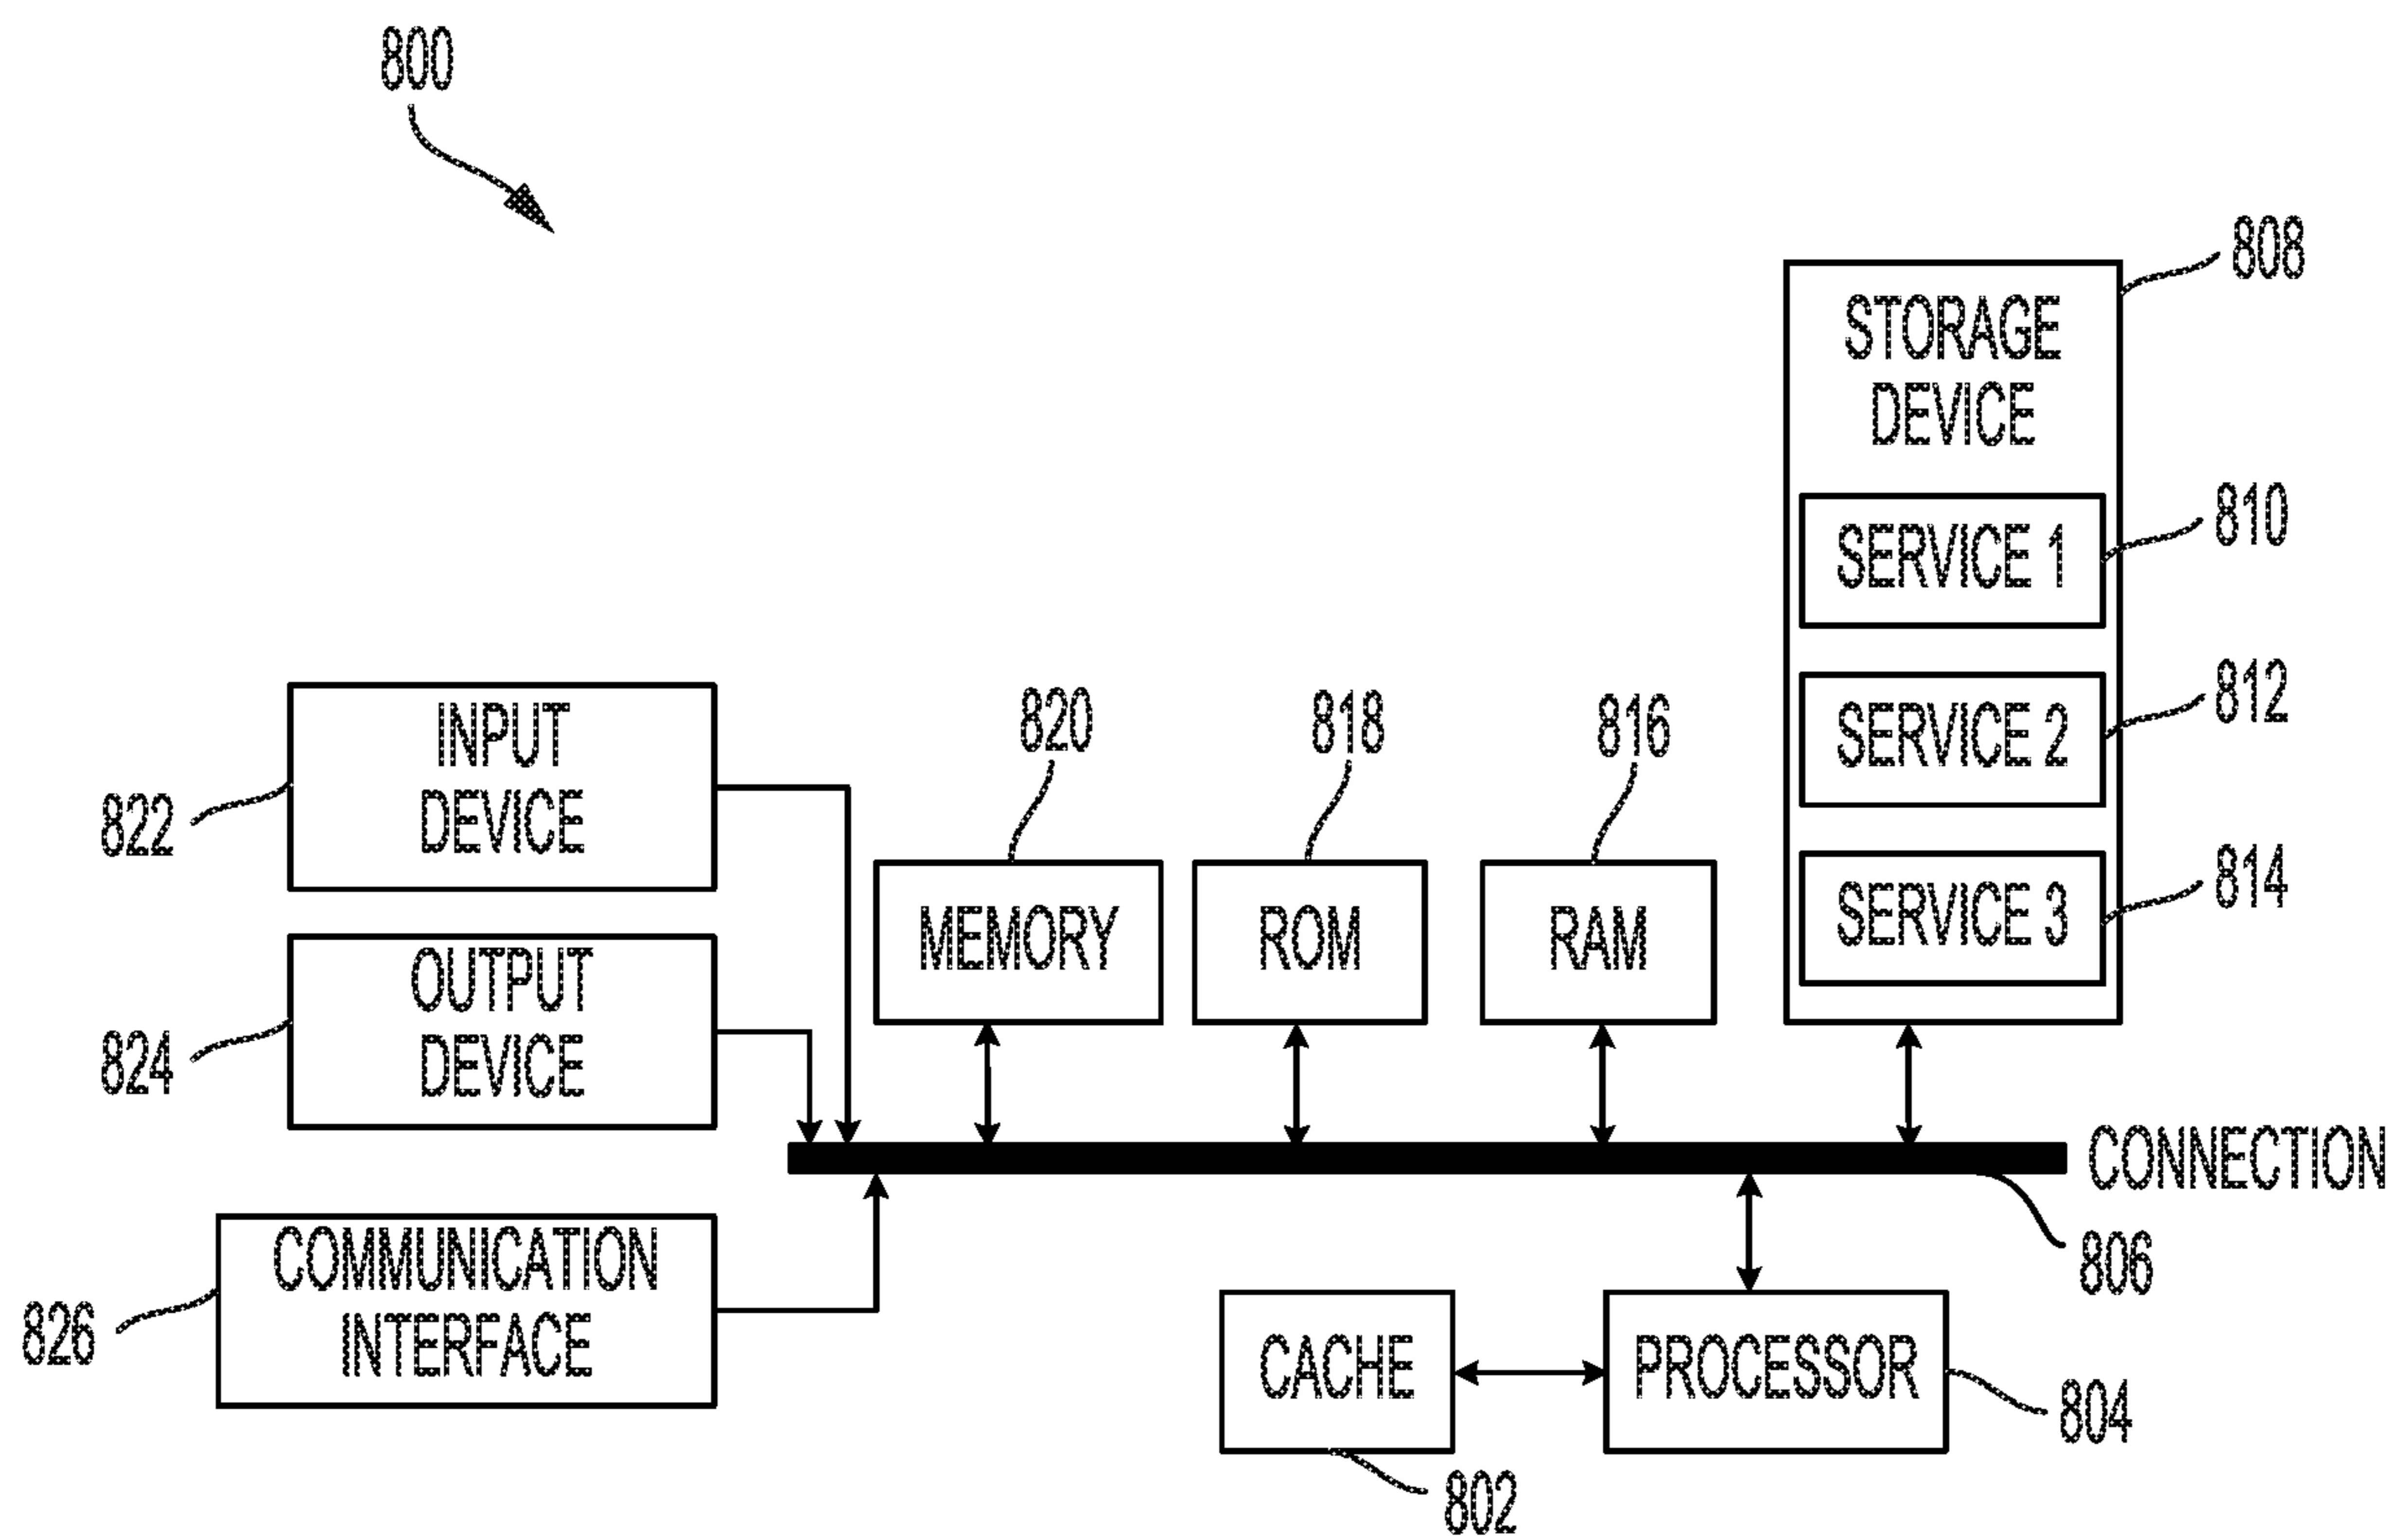 800
808
STORAGE
DEVICE
810
SERVICE 1
812
SERVICE 2
814
SERVICE 3
INPUT
DEVICE
822
820
818
816
MEMORY
ROM
RAM
OUTPUT
DEVICE
824
CONNECTION
806
COMMUNICATION
INTERFACE
826
CACHE
PROCESSOR
804
802